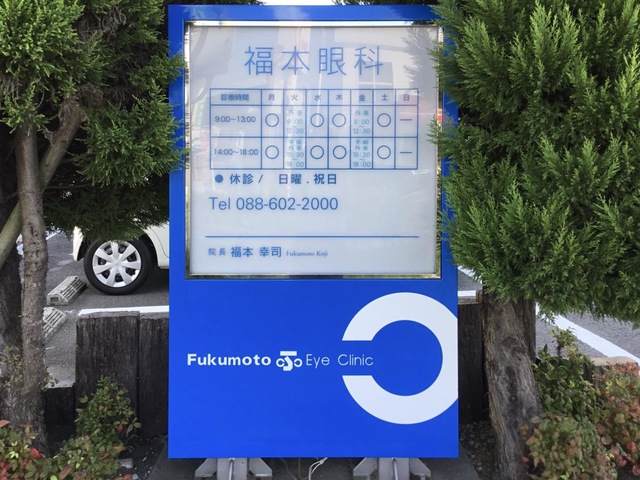 福本眼科
診療時間 月 火 水 木 金 土 日
9:00〜13:00 ○ ○ ○ ○ ー
14:00〜18:00 ○ ○ ○ ○ ー
● 休診 / 日曜.祝日
Tel 088-602-2000
院長 福本 幸司 Fukumoto Koji
Fukumoto Eye Clinic